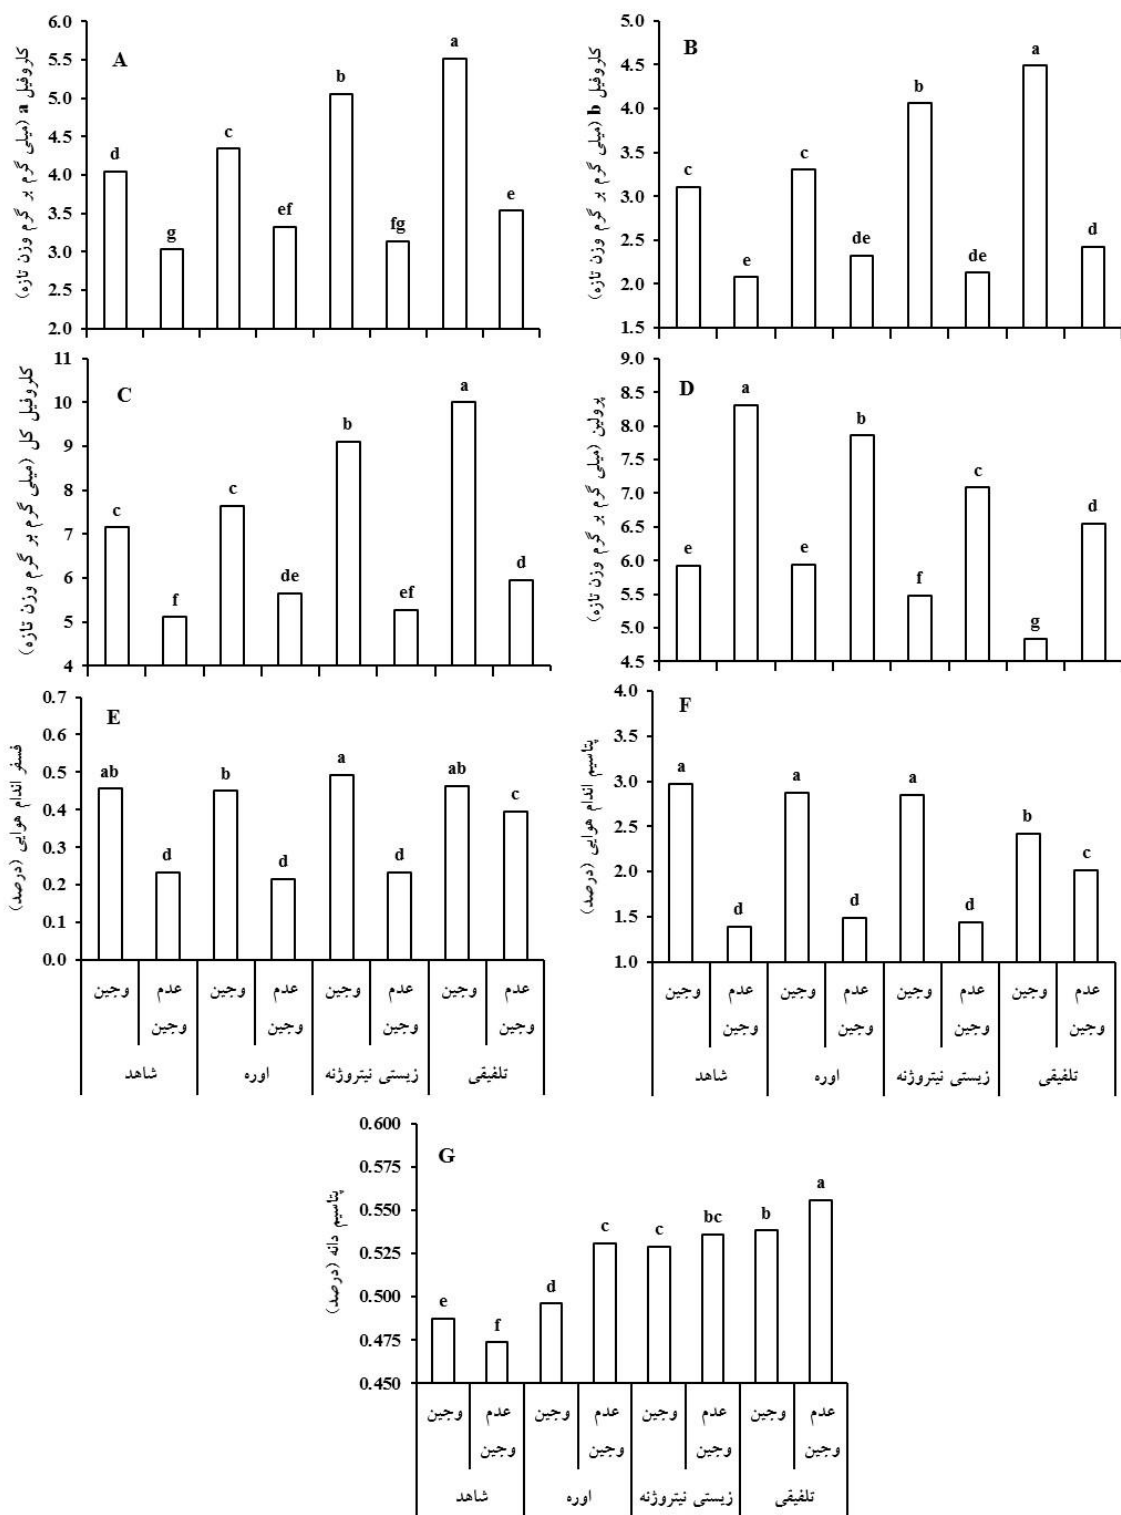 A
کلروفیل a (میلی گرم بر گرم وزن تازه)
6.0
5.5
5.0
4.5
4.0
3.5
3.0
2.5
2.0
d
g
c
ef
b
fg
a
e
B
کلروفیل b (میلی گرم بر گرم وزن تازه)
5.0
4.5
4.0
3.5
3.0
2.5
2.0
1.5
c
e
c
de
b
de
a
d
C
کلروفیل کل (میلی گرم بر گرم وزن تازه)
11
10
9
8
7
6
5
4
c
f
c
de
b
ef
a
d
D
پرولین (میلی گرم بر گرم وزن تازه)
9.0
8.5
8.0
7.5
7.0
6.5
6.0
5.5
5.0
4.5
e
a
e
b
f
c
g
d
E
فسفر اندام هوایی (درصد)
0.7
0.6
0.5
0.4
0.3
0.2
0.1
0.0
ab
d
b
d
a
d
ab
c
وجین
عدم
وجین
وجین
عدم
وجین
وجین
عدم
وجین
وجین
عدم
وجین
شاهد
اوره
زیستی نیتروژنه
تلفیقی
F
پتاسیم اندام هوایی (درصد)
4.0
3.5
3.0
2.5
2.0
1.5
1.0
a
d
a
d
a
d
b
c
وجین
عدم
وجین
وجین
عدم
وجین
وجین
عدم
وجین
وجین
عدم
وجین
شاهد
اوره
زیستی نیتروژنه
تلفیقی
G
پتاسیم دانه (درصد)
0.600
0.575
0.550
0.525
0.500
0.475
0.450
e
f
d
c
c
bc
b
a
وجین
عدم
وجین
وجین
عدم
وجین
وجین
عدم
وجین
وجین
عدم
وجین
شاهد
اوره
زیستی نیتروژنه
تلفیقی